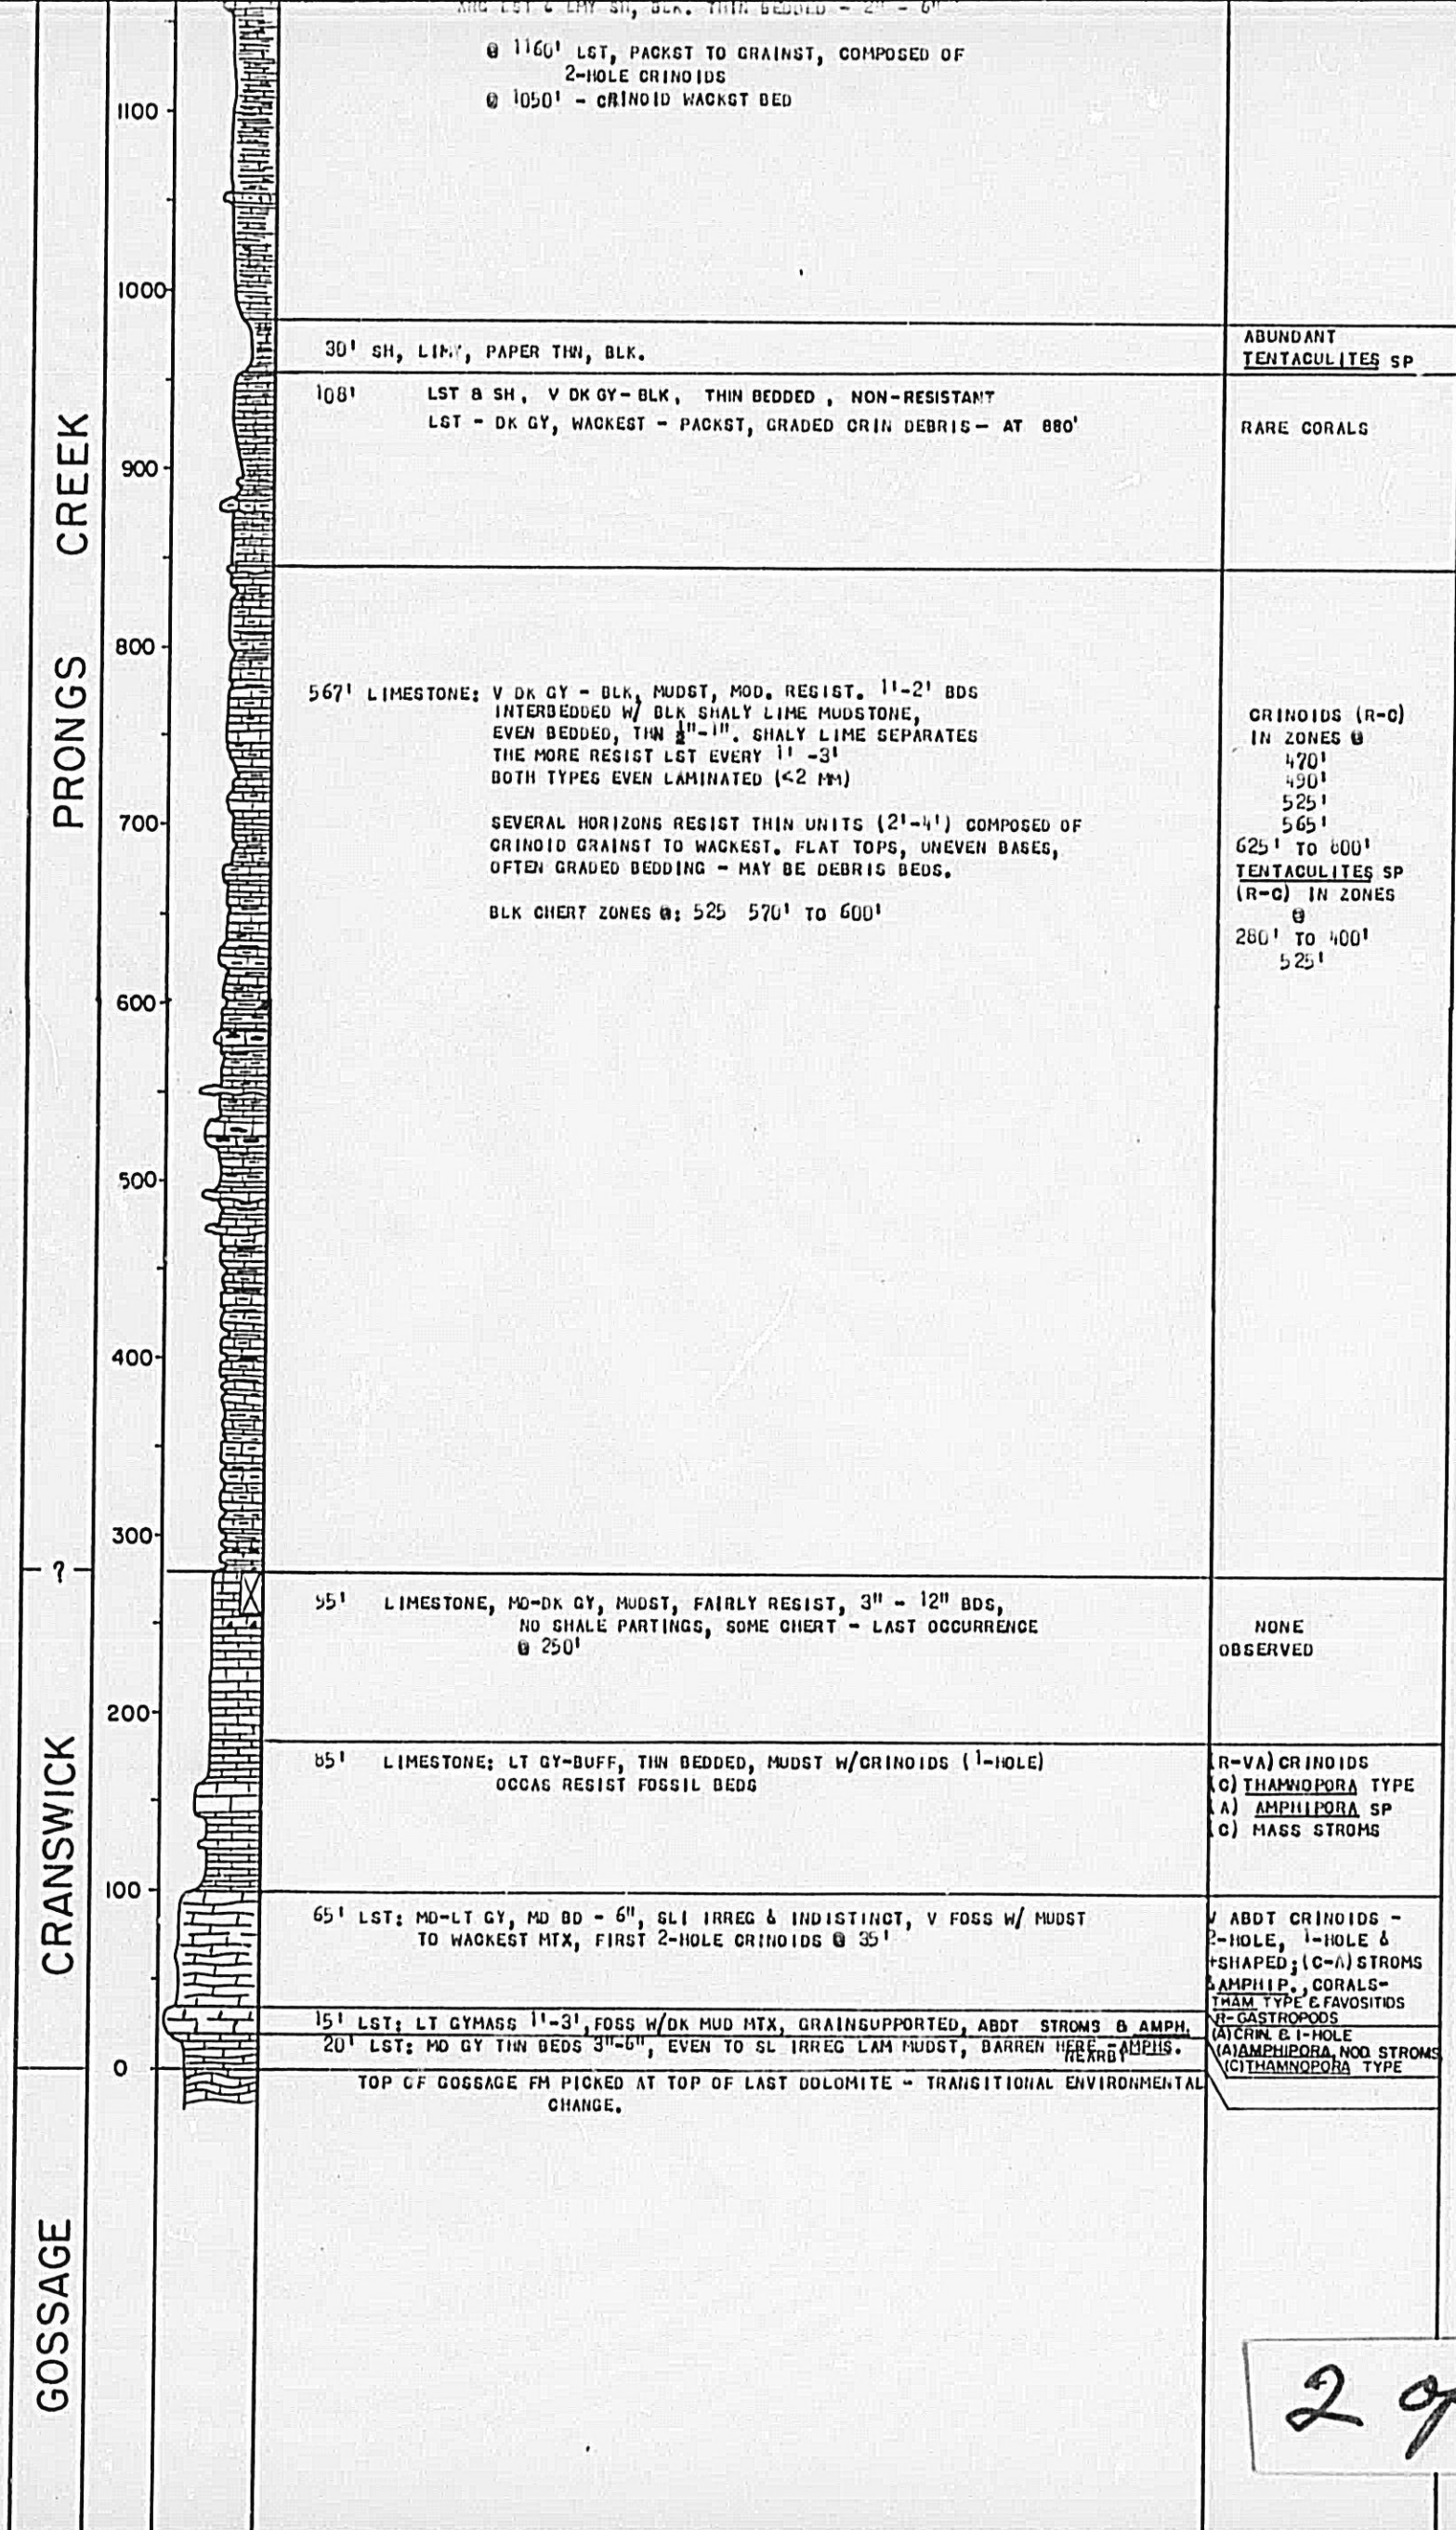 ARG LST & LMY SH, BLK. THIN BEDDED - 2" - 6"
@ 1160' LST, PACKST TO GRAINST, COMPOSED OF
2-HOLE CRINOIDS
@ 1050' - CRINOID WACKST BED
1100
1000
30' SH, LIMY, PAPER THN, BLK.
ABUNDANT
TENTACULITES SP
108' LST & SH, V DK GY-BLK, THIN BEDDED, NON-RESISTANT
LST - DK GY, WACKEST - PACKST, GRADED CRIN DEBRIS- AT 880'
RARE CORALS
900
800
PRONGS CREEK
567' LIMESTONE: V DK GY - BLK, MUDST, MOD. RESIST. 1'-2' BDS
INTERBEDDED W/ BLK SHALY LIME MUDSTONE,
EVEN BEDDED, THN ½"-1". SHALY LIME SEPARATES
THE MORE RESIST LST EVERY 1' -3'
BOTH TYPES EVEN LAMINATED (<2 MM)
SEVERAL HORIZONS RESIST THIN UNITS (2'-4') COMPOSED OF
CRINOID GRAINST TO WACKEST. FLAT TOPS, UNEVEN BASES,
OFTEN GRADED BEDDING - MAY BE DEBRIS BEDS.
BLK CHERT ZONES @: 525 570' TO 600'
CRINOIDS (R-C)
IN ZONES @
470'
490'
525'
565'
625' TO 600'
TENTACULITES SP
(R-C) IN ZONES
@
280' TO 400'
525'
700
600
500
400
300
?
95' LIMESTONE, MD-DK GY, MUDST, FAIRLY RESIST, 3" - 12" BDS,
NO SHALE PARTINGS, SOME CHERT - LAST OCCURRENCE
@ 250'
NONE
OBSERVED
200
CRANSWICK
85' LIMESTONE: LT GY-BUFF, THN BEDDED, MUDST W/CRINOIDS (1-HOLE)
OCCAS RESIST FOSSIL BEDS
(R-VA) CRINOIDS
(C) THAMNOPORA TYPE
(A) AMPHIPORA SP
(C) MASS STROMS
100
65' LST: MD-LT GY, MD BD - 6", SLI IRREG & INDISTINCT, V FOSS W/ MUDST
TO WACKEST MTX, FIRST 2-HOLE CRINOIDS @ 35'
V ABDT CRINOIDS -
2-HOLE, 1-HOLE &
+SHAPED; (C-A) STROMS
& AMPHIP., CORALS-
THAM TYPE & FAVOSITIDS
R-GASTROPODS
15' LST: LT GYMASS 1'-3', FOSS W/DK MUD MTX, GRAINSUPPORTED, ABDT STROMS & AMPH.
(A) CRIN. & 1-HOLE
(A) AMPHIPORA, NOD STROMS
(C) THAMNOPORA TYPE
20' LST: MD GY THN BEDS 3"-6", EVEN TO SL IRREG LAM MUDST, BARREN HERE -AMPHS.
NEARBY
0
TOP OF GOSSAGE FM PICKED AT TOP OF LAST DOLOMITE - TRANSITIONAL ENVIRONMENTAL
CHANGE.
GOSSAGE
2 of